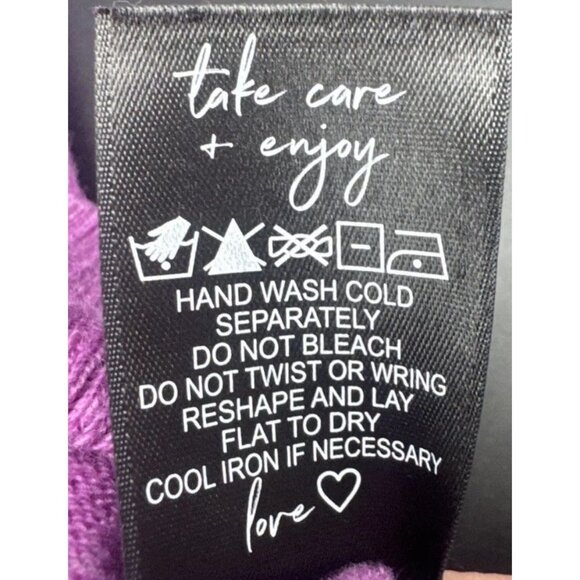 take care
+ enjoy
HAND WASH COLD
SEPARATELY
DO NOT BLEACH
DO NOT TWIST OR WRING
RESHAPE AND LAY
FLAT TO DRY
COOL IRON IF NECESSARY
love